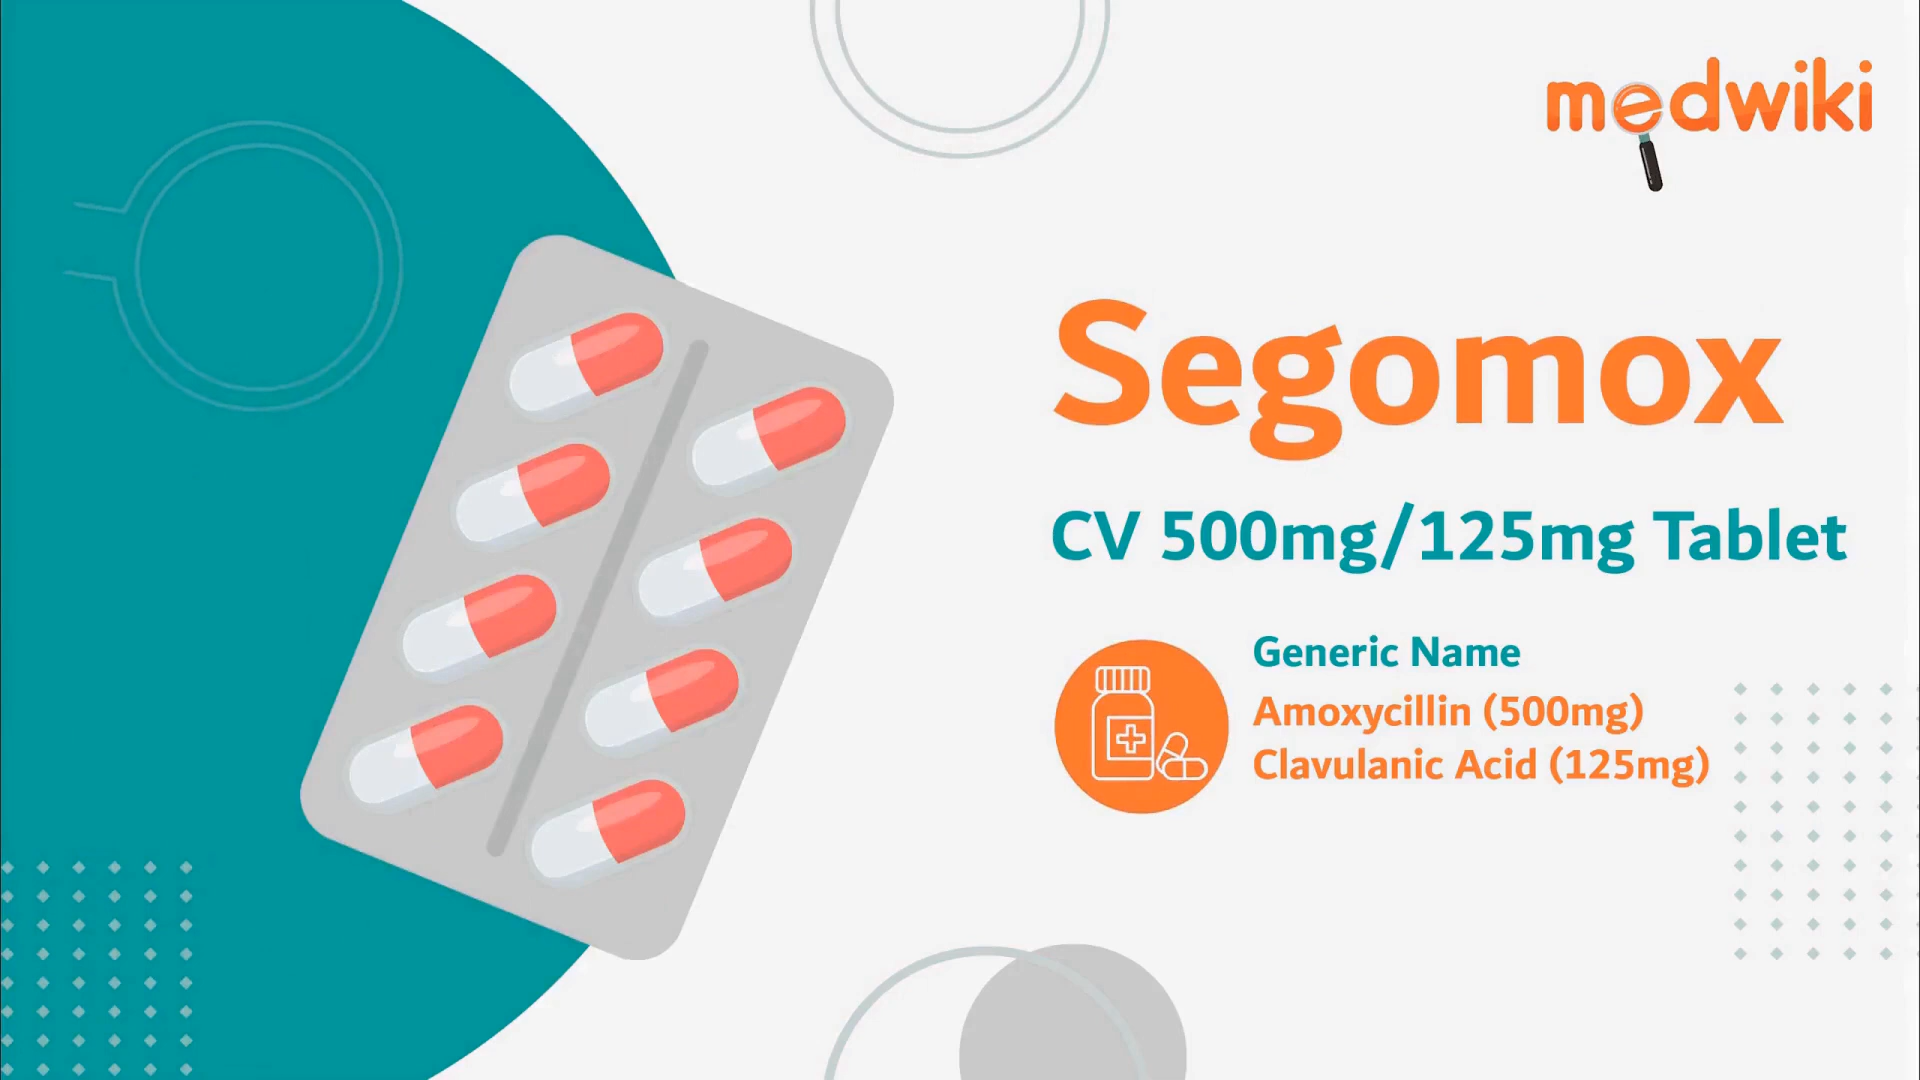 medwiki
Segomox
CV 500mg/125mg Tablet
Generic Name
Amoxycillin (500mg)
Clavulanic Acid (125mg)